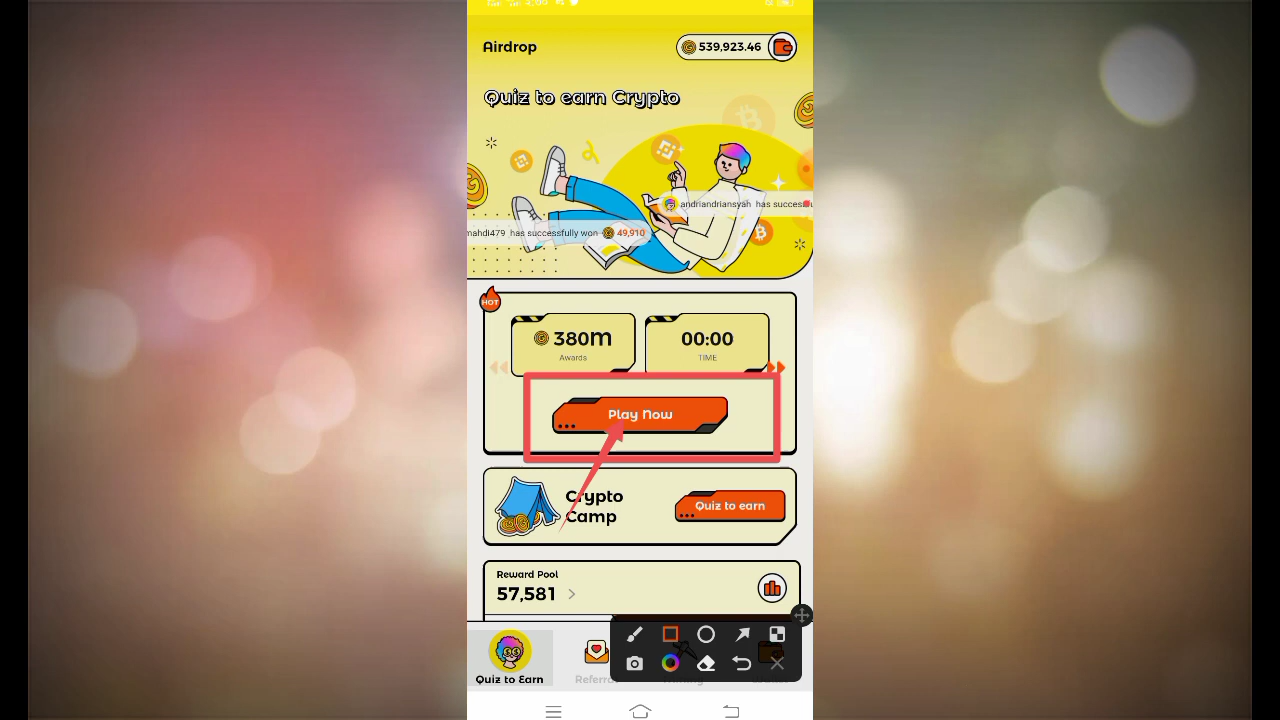 Airdrop
539,923.46
Quiz to earn Crypto
andriandriansyah has success
mahdi479 has successfully won 49,910
HOT
380M
00:00
Awards
TIME
Play Now
Crypto
Camp
Quiz to earn
Reward Pool
57,581
Quiz to Earn